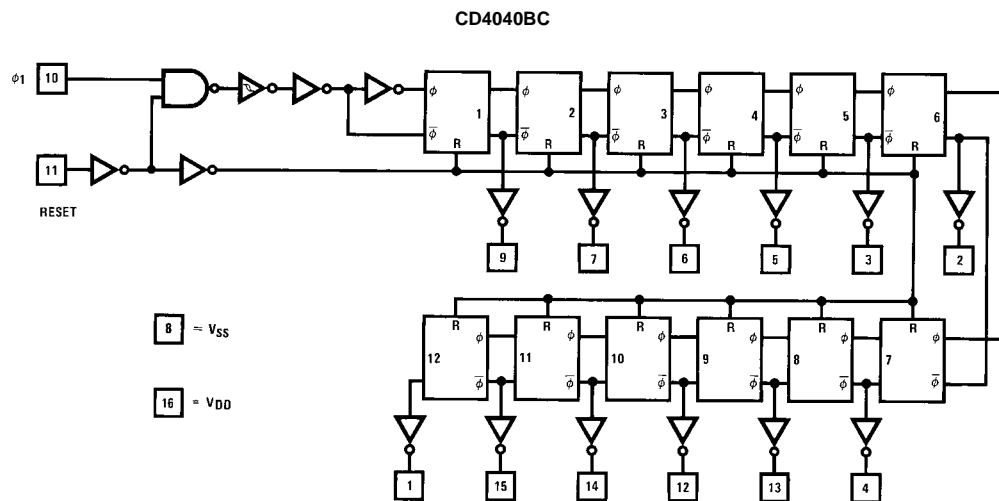 CD4040BC
ϕ1 10
ϕ ϕ ϕ ϕ ϕ ϕ
1 2 3 4 5 6
ϕ̅ ϕ̅ ϕ̅ ϕ̅ ϕ̅ ϕ̅
R R R R R R
11
RESET
9 7 6 5 3 2
8 = VSS
R R R R R R
ϕ ϕ ϕ ϕ ϕ ϕ
12 11 10 9 8 7
ϕ̅ ϕ̅ ϕ̅ ϕ̅ ϕ̅ ϕ̅
16 = VDD
1 15 14 12 13 4